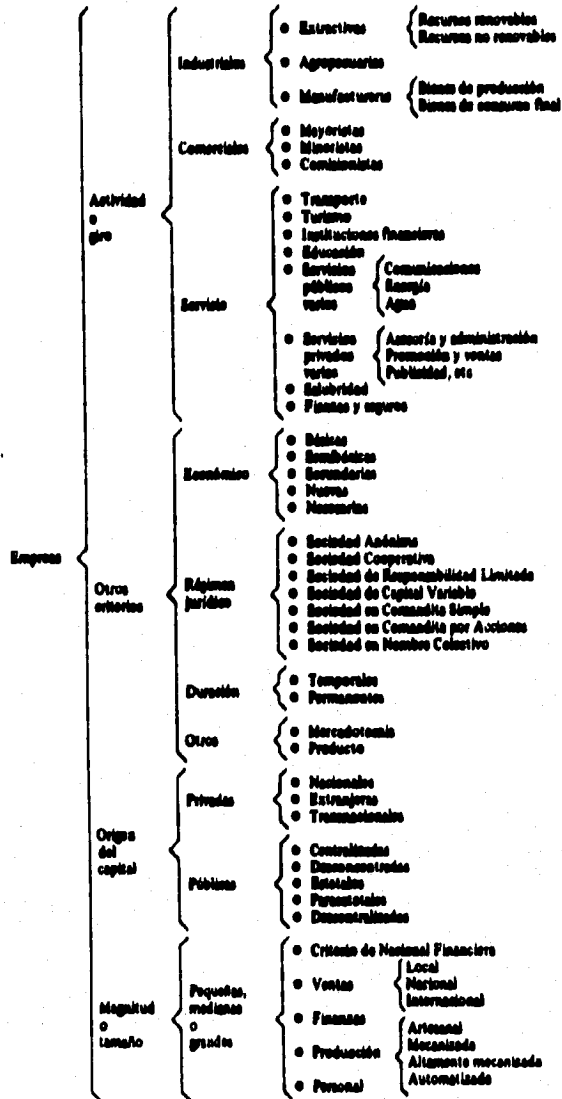 Empresa
Actividad
o
giro
Industriales
● Extractivas
Recursos renovables
Recursos no renovables
● Agropecuarias
● Manufactureras
Bienes de producción
Bienes de consumo final
Comerciales
● Mayoristas
● Minoristas
● Comisionistas
Servicio
● Transporte
● Turismo
● Instituciones financieras
● Educación
● Servicios
públicos
varios
Comunicaciones
Energía
Agua
● Servicios
privados
varios
Asesoría y administración
Promoción y ventas
Publicidad, etc
● Salubridad
● Fianzas y seguros
Otros
criterios
Económico
● Básicas
● Semibásicas
● Secundarias
● Nuevas
● Necesarias
Régimen
jurídico
● Sociedad Anónima
● Sociedad Cooperativa
● Sociedad de Responsabilidad Limitada
● Sociedad de Capital Variable
● Sociedad en Comandita Simple
● Sociedad en Comandita por Acciones
● Sociedad en Nombre Colectivo
Duración
● Temporales
● Permanentes
Otros
● Mercadotecnia
● Producto
Origen
del
capital
Privadas
● Nacionales
● Extranjeras
● Transnacionales
Públicas
● Centralizadas
● Desconcentradas
● Estatales
● Paraestatales
● Descentralizadas
Magnitud
o
tamaño
Pequeñas,
medianas
o
grandes
● Criterio de Nacional Financiera
● Ventas
Local
Nacional
Internacional
● Finanzas
● Producción
Artesanal
Mecanizada
Altamente mecanizada
Automatizada
● Personal